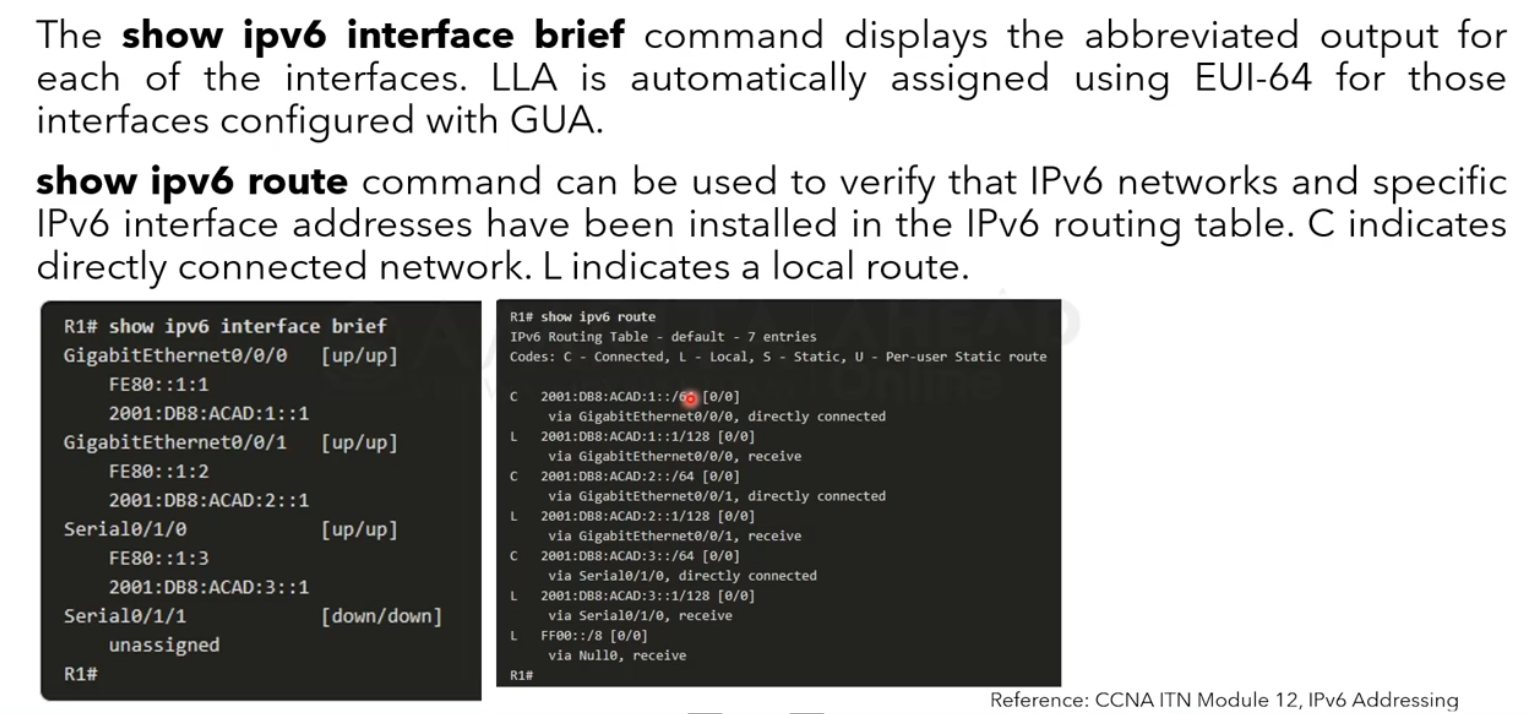 The show ipv6 interface brief command displays the abbreviated output for
each of the interfaces. LLA is automatically assigned using EUI-64 for those
interfaces configured with GUA.
show ipv6 route command can be used to verify that IPv6 networks and specific
IPv6 interface addresses have been installed in the IPv6 routing table. C indicates
directly connected network. L indicates a local route.
R1# show ipv6 interface brief
GigabitEthernet0/0/0 [up/up]
FE80::1:1
2001:DB8:ACAD:1::1
GigabitEthernet0/0/1 [up/up]
FE80::1:2
2001:DB8:ACAD:2::1
Serial0/1/0 [up/up]
FE80::1:3
2001:DB8:ACAD:3::1
Serial0/1/1 [down/down]
unassigned
R1#
R1# show ipv6 route
IPv6 Routing Table - default - 7 entries
Codes: C - Connected, L - Local, S - Static, U - Per-user Static route
C 2001:DB8:ACAD:1::/64 [0/0]
via GigabitEthernet0/0/0, directly connected
L 2001:DB8:ACAD:1::1/128 [0/0]
via GigabitEthernet0/0/0, receive
C 2001:DB8:ACAD:2::/64 [0/0]
via GigabitEthernet0/0/1, directly connected
L 2001:DB8:ACAD:2::1/128 [0/0]
via GigabitEthernet0/0/1, receive
C 2001:DB8:ACAD:3::/64 [0/0]
via Serial0/1/0, directly connected
L 2001:DB8:ACAD:3::1/128 [0/0]
via Serial0/1/0, receive
L FF00::/8 [0/0]
via Null0, receive
R1#
Reference: CCNA ITN Module 12, IPv6 Addressing